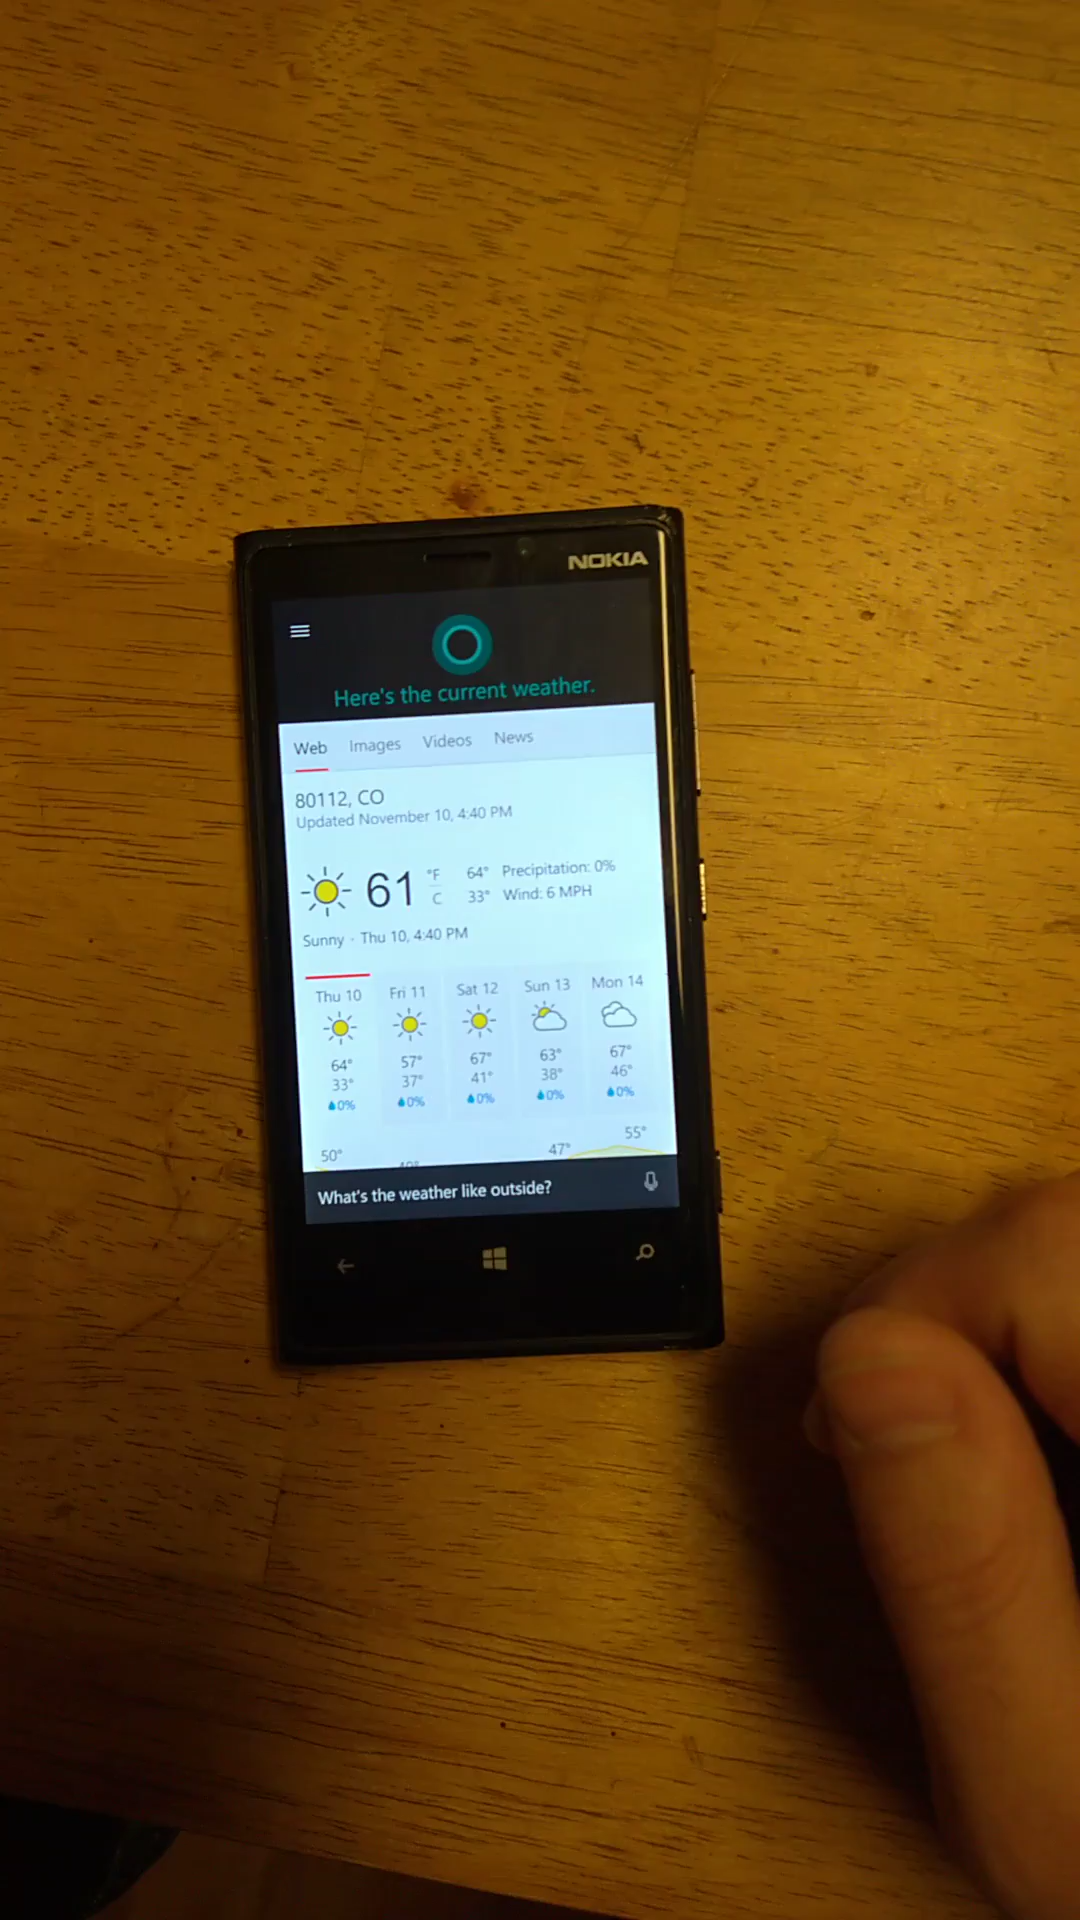 NOKIA
Here's the current weather.
Web Images Videos News
80112, CO
Updated November 10, 4:40 PM
61 °F C 64° 33° Precipitation: 0% Wind: 6 MPH
Sunny · Thu 10, 4:40 PM
Thu 10 Fri 11 Sat 12 Sun 13 Mon 14
64° 57° 67° 63° 67°
33° 37° 41° 38° 46°
0% 0% 0% 0% 0%
50° 47° 55°
What's the weather like outside?